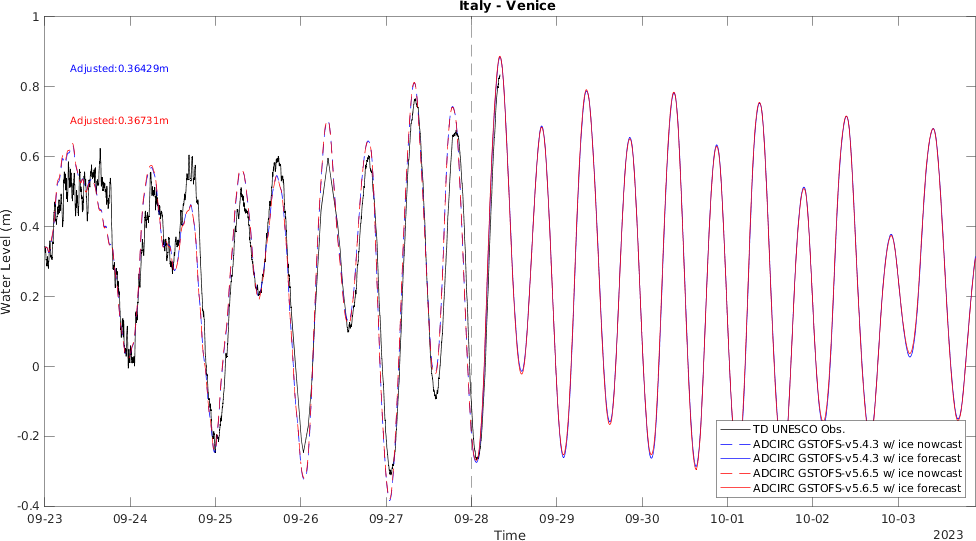 Italy - Venice
Adjusted:0.36429m
Adjusted:0.36731m
Water Level (m)
1
0.8
0.6
0.4
0.2
0
-0.2
-0.4
09-23
09-24
09-25
09-26
09-27
09-28
09-29
09-30
10-01
10-02
10-03
Time
2023
TD UNESCO Obs.
ADCIRC GSTOFS-v5.4.3 w/ ice nowcast
ADCIRC GSTOFS-v5.4.3 w/ ice forecast
ADCIRC GSTOFS-v5.6.5 w/ ice nowcast
ADCIRC GSTOFS-v5.6.5 w/ ice forecast